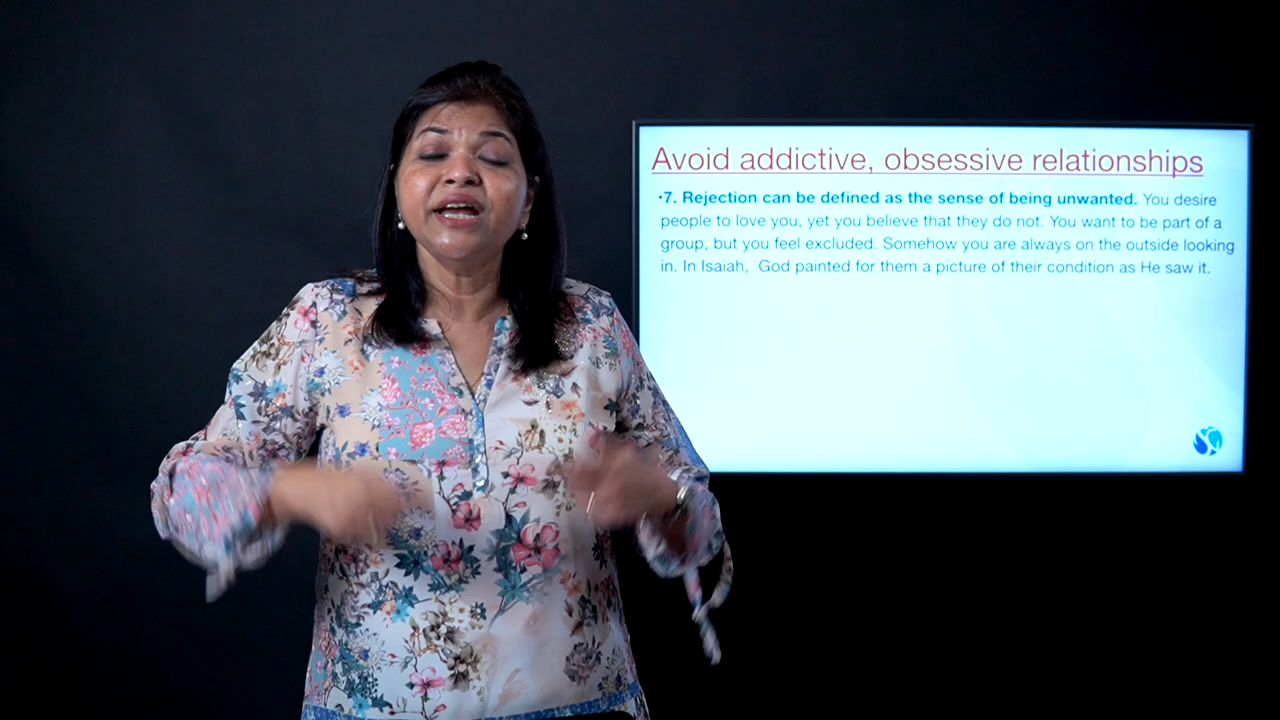 Avoid addictive, obsessive relationships
•7. Rejection can be defined as the sense of being unwanted. You desire
people to love you, yet you believe that they do not. You want to be part of a
group, but you feel excluded. Somehow you are always on the outside looking
in. In Isaiah,  God painted for them a picture of their condition as He saw it.